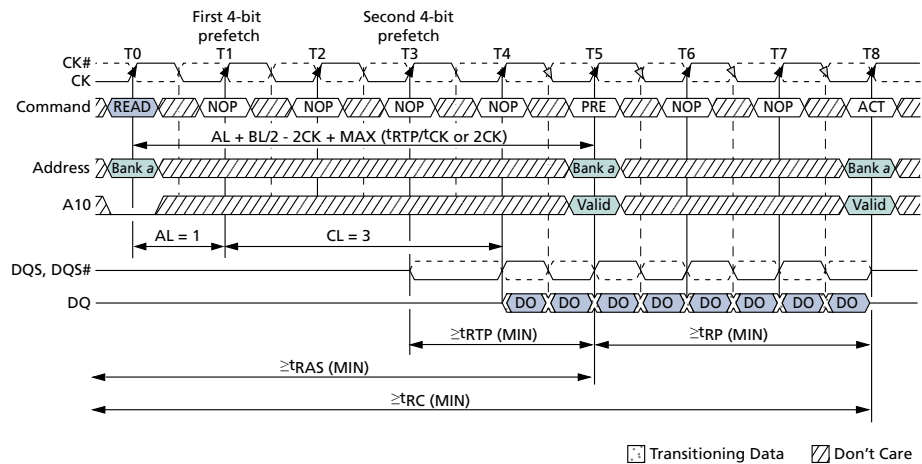 First 4-bit prefetch
Second 4-bit prefetch
T0 T1 T2 T3 T4 T5 T6 T7 T8
CK#
CK
Command READ NOP NOP NOP NOP PRE NOP NOP ACT
AL + BL/2 - 2CK + MAX (tRTP/tCK or 2CK)
Address Bank a Bank a Bank a
A10 Valid Valid
AL = 1 CL = 3
DQS, DQS#
DQ DO DO DO DO DO DO DO DO
≥tRTP (MIN) ≥tRP (MIN)
≥tRAS (MIN)
≥tRC (MIN)
Transitioning Data Don't Care